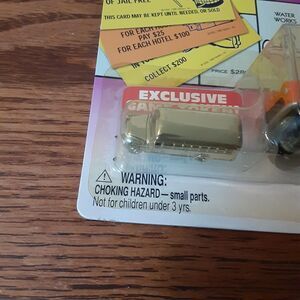 OF JAIL FREE
THIS CARD MAY BE KEPT UNTIL NEEDED, OR SOLD
WATER
WORKS
FOR EACH
PAY $25
FOR EACH HOTEL $100
COLLECT $200
PRICE $
EXCLUSIVE
WARNING:
CHOKING HAZARD — small parts.
Not for children under 3 yrs.